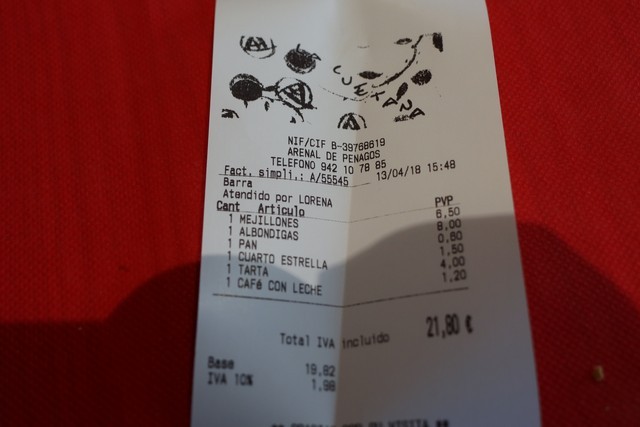 CUETARA
NIF/CIF B-39768619
ARENAL DE PENAGOS
TELEFONO 942 10 78 85
Fact. simpli.: A/55545 13/04/18 15:48
Barra
Atendido por LORENA
Cant Articulo PVP
1 MEJILLONES 6,50
1 ALBONDIGAS 8,00
1 PAN 0,60
1 CUARTO ESTRELLA 1,50
1 TARTA 4,00
1 CAFé CON LECHE 1,20
Total IVA incluido 21,80 €
Base 19,82
IVA 10% 1,98